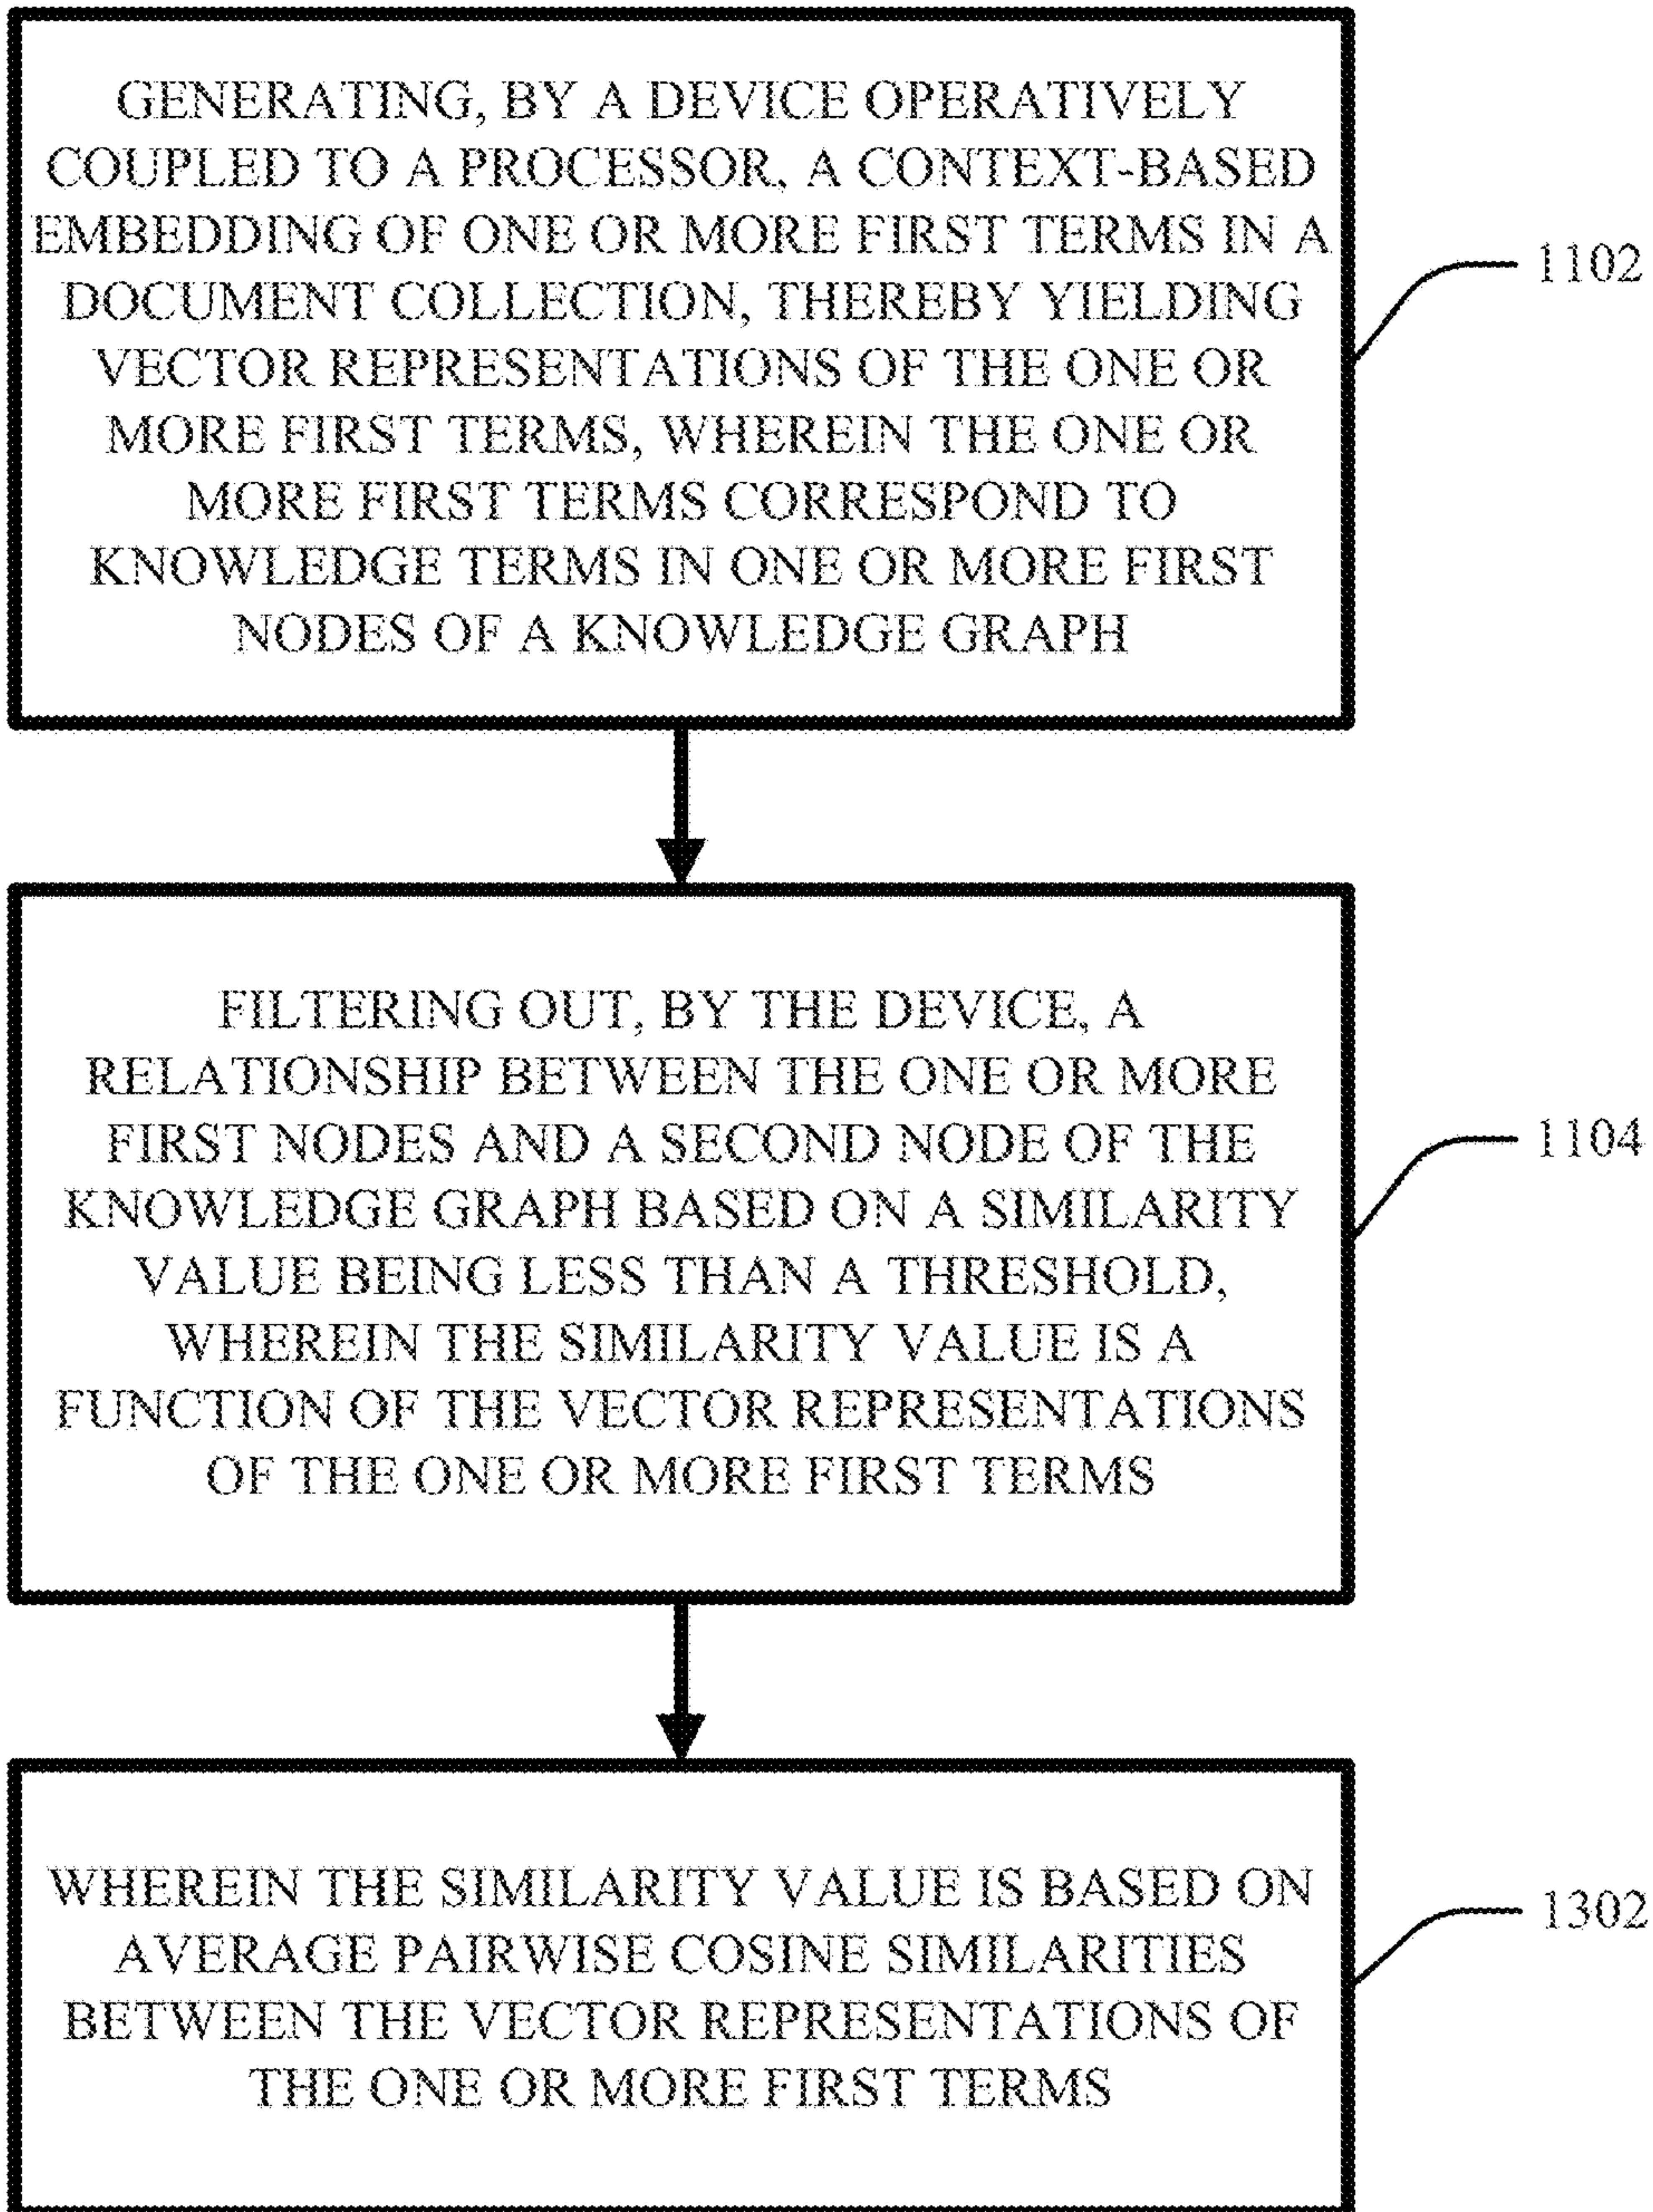 GENERATING, BY A DEVICE OPERATIVELY
COUPLED TO A PROCESSOR, A CONTEXT-BASED
EMBEDDING OF ONE OR MORE FIRST TERMS IN A
DOCUMENT COLLECTION, THEREBY YIELDING
VECTOR REPRESENTATIONS OF THE ONE OR
MORE FIRST TERMS, WHEREIN THE ONE OR
MORE FIRST TERMS CORRESPOND TO
KNOWLEDGE TERMS IN ONE OR MORE FIRST
NODES OF A KNOWLEDGE GRAPH
1102
FILTERING OUT, BY THE DEVICE, A
RELATIONSHIP BETWEEN THE ONE OR MORE
FIRST NODES AND A SECOND NODE OF THE
KNOWLEDGE GRAPH BASED ON A SIMILARITY
VALUE BEING LESS THAN A THRESHOLD,
WHEREIN THE SIMILARITY VALUE IS A
FUNCTION OF THE VECTOR REPRESENTATIONS
OF THE ONE OR MORE FIRST TERMS
1104
WHEREIN THE SIMILARITY VALUE IS BASED ON
AVERAGE PAIRWISE COSINE SIMILARITIES
BETWEEN THE VECTOR REPRESENTATIONS OF
THE ONE OR MORE FIRST TERMS
1302